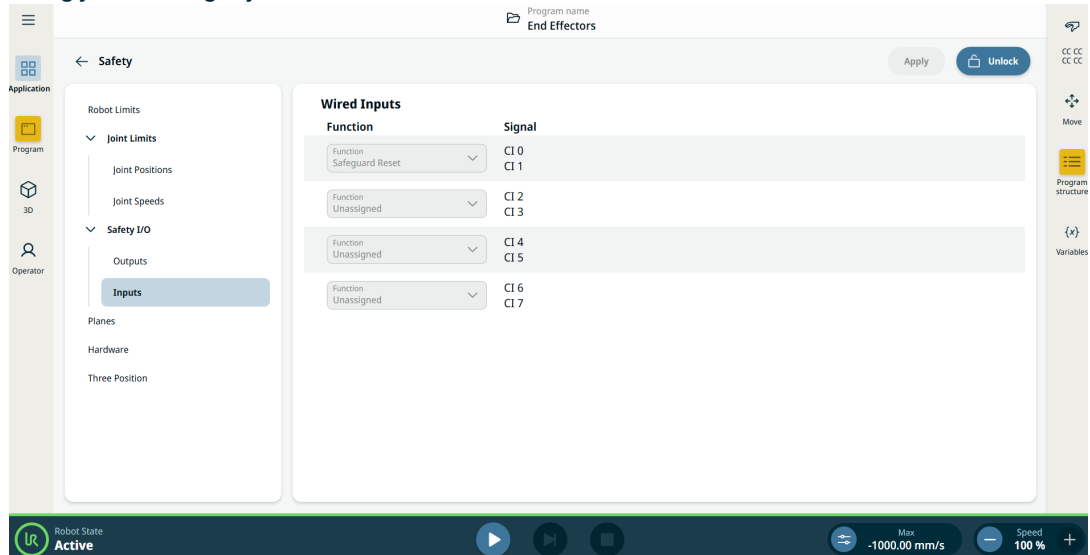 Program name
End Effectors
Application
Program
3D
Operator
Safety
Apply
Unlock
Robot Limits
Joint Limits
Joint Positions
Joint Speeds
Safety I/O
Outputs
Inputs
Planes
Hardware
Three Position
Wired Inputs
Function Signal
Function
Safeguard Reset
CI 0
CI 1
Function
Unassigned
CI 2
CI 3
Function
Unassigned
CI 4
CI 5
Function
Unassigned
CI 6
CI 7
CC CC
CC CC
Move
Program
structure
{x}
Variables
UR
Robot State
Active
Max
-1000.00 mm/s
Speed
100 %